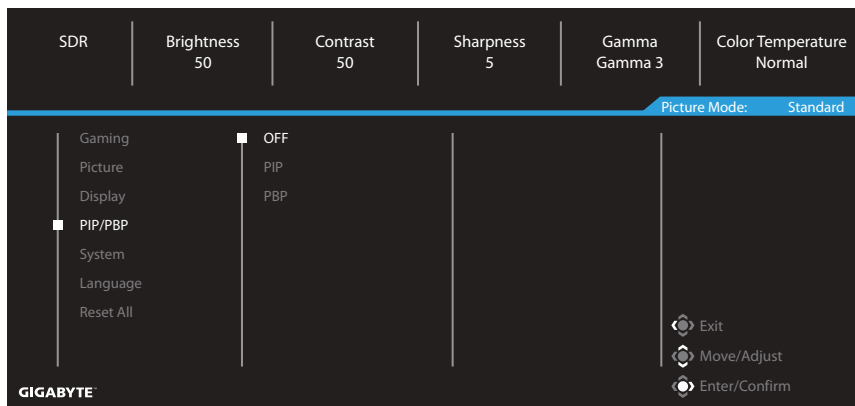 SDR
Brightness
50
Contrast
50
Sharpness
5
Gamma
Gamma 3
Color Temperature
Normal
Picture Mode: Standard
Gaming
Picture
Display
PIP/PBP
System
Language
Reset All
OFF
PIP
PBP
Exit
Move/Adjust
Enter/Confirm
GIGABYTE™